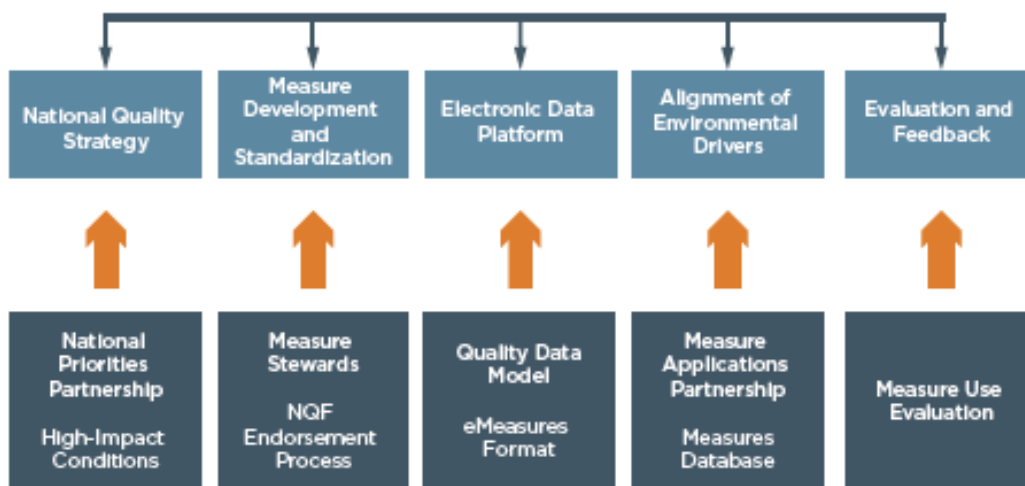 National Quality
Strategy
Measure
Development
and
Standardization
Electronic Data
Platform
Alignment of
Environmental
Drivers
Evaluation and
Feedback
National
Priorities
Partnership
High-Impact
Conditions
Measure
Stewards
NQF
Endorsement
Process
Quality Data
Model
eMeasures
Format
Measure
Applications
Partnership
Measures
Database
Measure Use
Evaluation